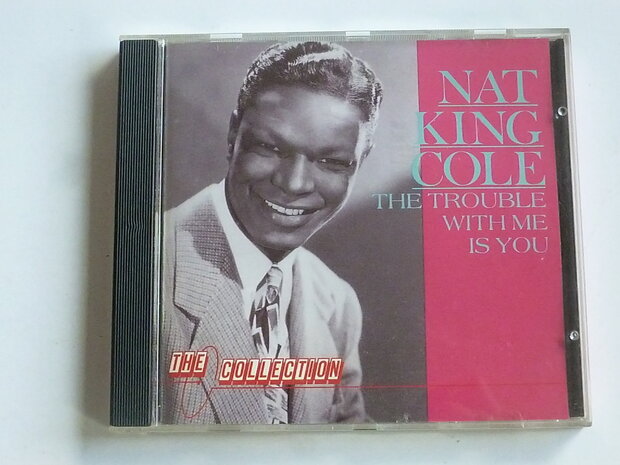 NAT
KING
COLE
THE TROUBLE
WITH ME
IS YOU
THE COLLECTION